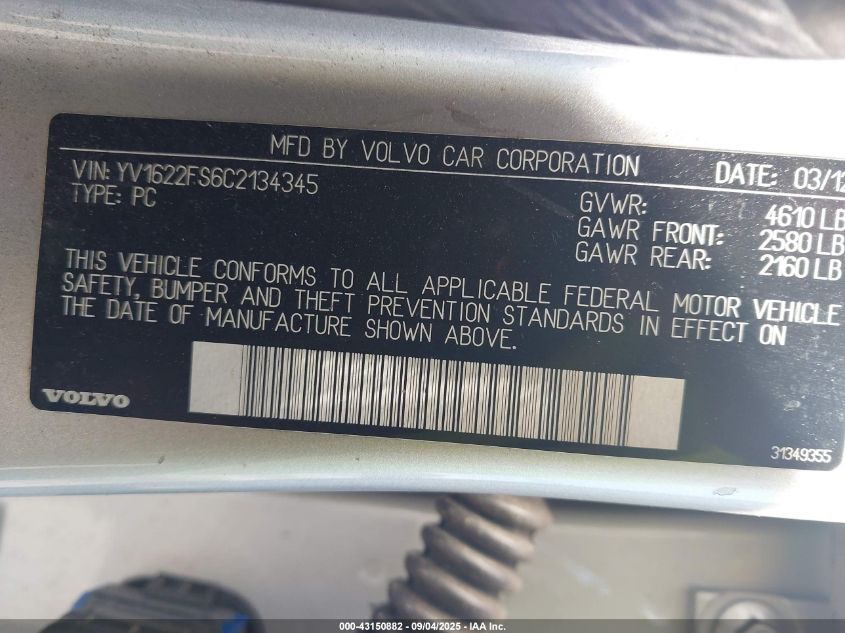 MFD BY VOLVO CAR CORPORATION
VIN: YV1622FS6C2134345 DATE: 03/12
TYPE: PC GVWR: 4610 LB
GAWR FRONT: 2580 LB
GAWR REAR: 2160 LB
THIS VEHICLE CONFORMS TO ALL APPLICABLE FEDERAL MOTOR VEHICLE
SAFETY, BUMPER AND THEFT PREVENTION STANDARDS IN EFFECT ON
THE DATE OF MANUFACTURE SHOWN ABOVE.
VOLVO
31349355
000-43150882 - 09/04/2025 - IAA Inc.